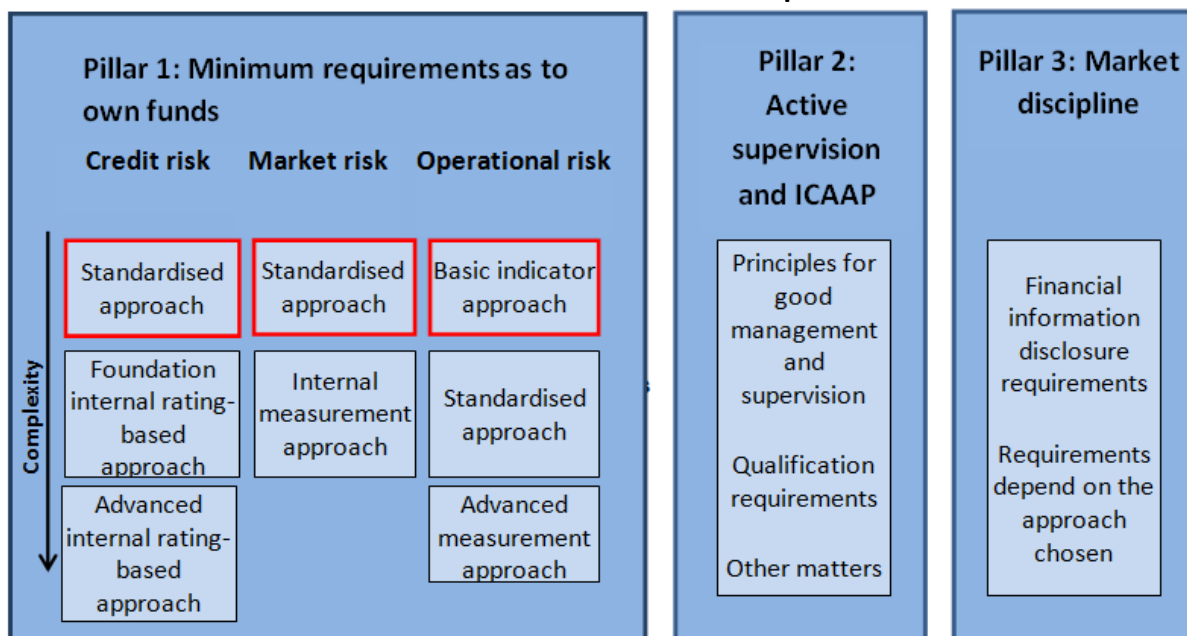 Pillar 1: Minimum requirements as to
own funds
Credit risk Market risk Operational risk
Complexity
Standardised
approach
Standardised
approach
Basic indicator
approach
Foundation
internal rating-
based
approach
Internal
measurement
approach
Standardised
approach
Advanced
internal rating-
based
approach
Advanced
measurement
approach
Pillar 2:
Active
supervision
and ICAAP
Principles for
good
management
and
supervision
Qualification
requirements
Other matters
Pillar 3: Market
discipline
Financial
information
disclosure
requirements
Requirements
depend on the
approach
chosen